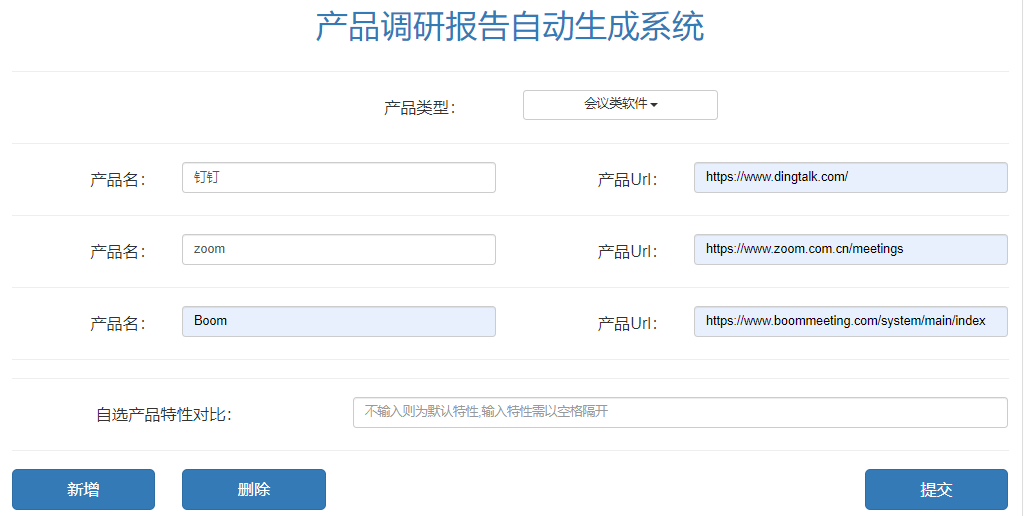 产品调研报告自动生成系统
产品类型：
会议类软件
产品名： 钉钉 产品Url： https://www.dingtalk.com/
产品名： zoom 产品Url： https://www.zoom.com.cn/meetings
产品名： Boom 产品Url： https://www.boommeeting.com/system/main/index
自选产品特性对比： 不输入则为默认特性,输入特性需以空格隔开
新增 删除 提交